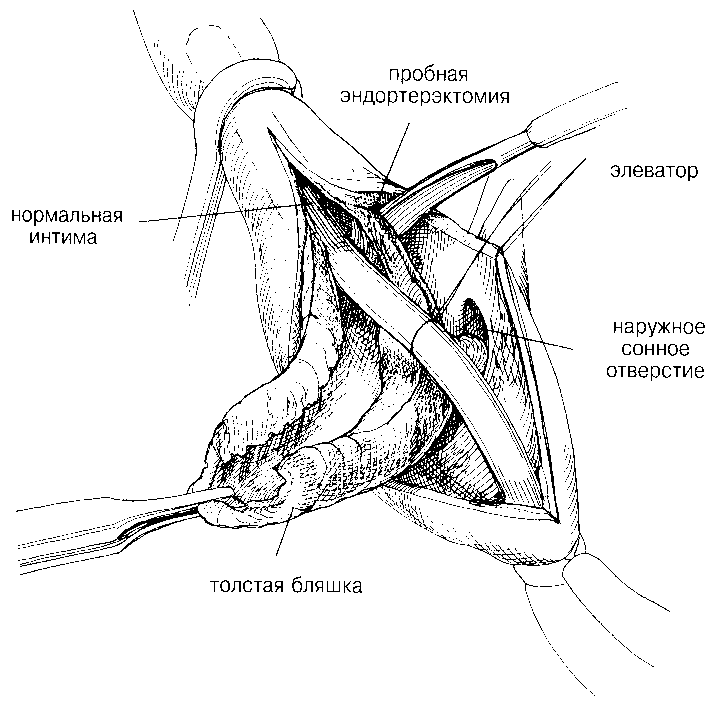 пробная
эндортерэктомия
элеватор
нормальная
интима
наружное
сонное
отверстие
толстая бляшка